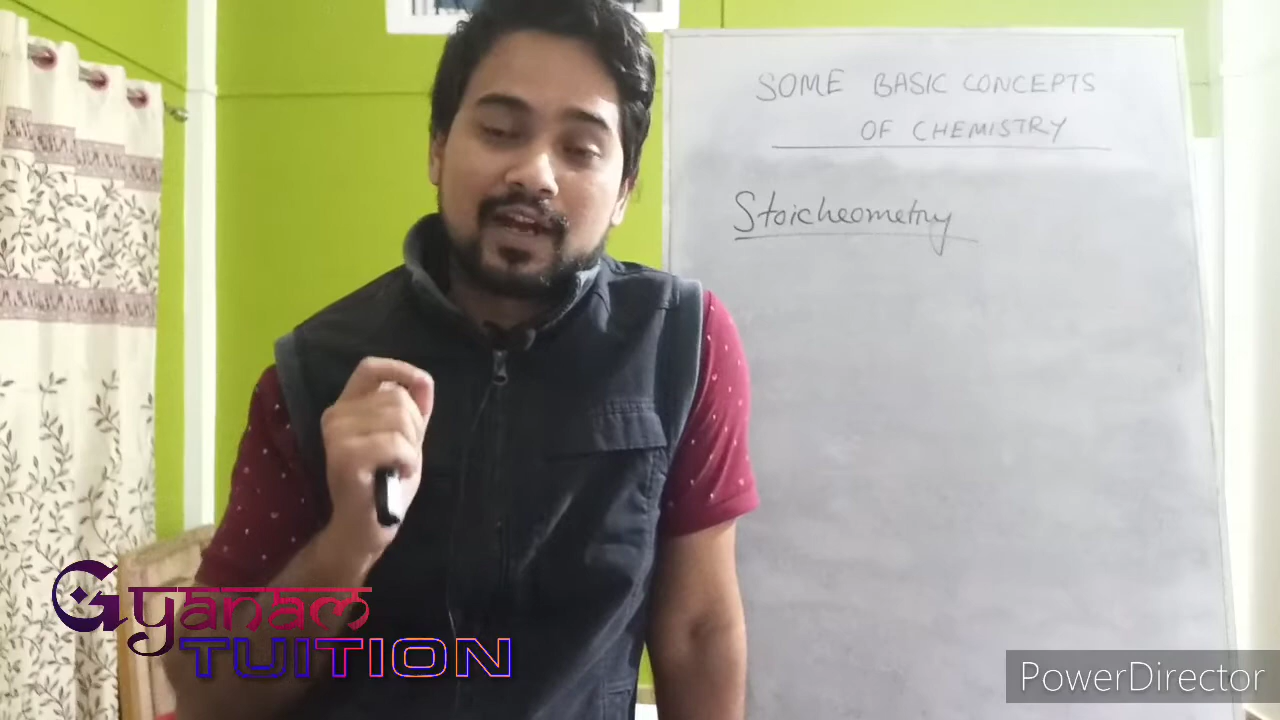 SOME BASIC CONCEPTS
OF CHEMISTRY
Stoicheometry
Gyanam
TUITION
PowerDirector